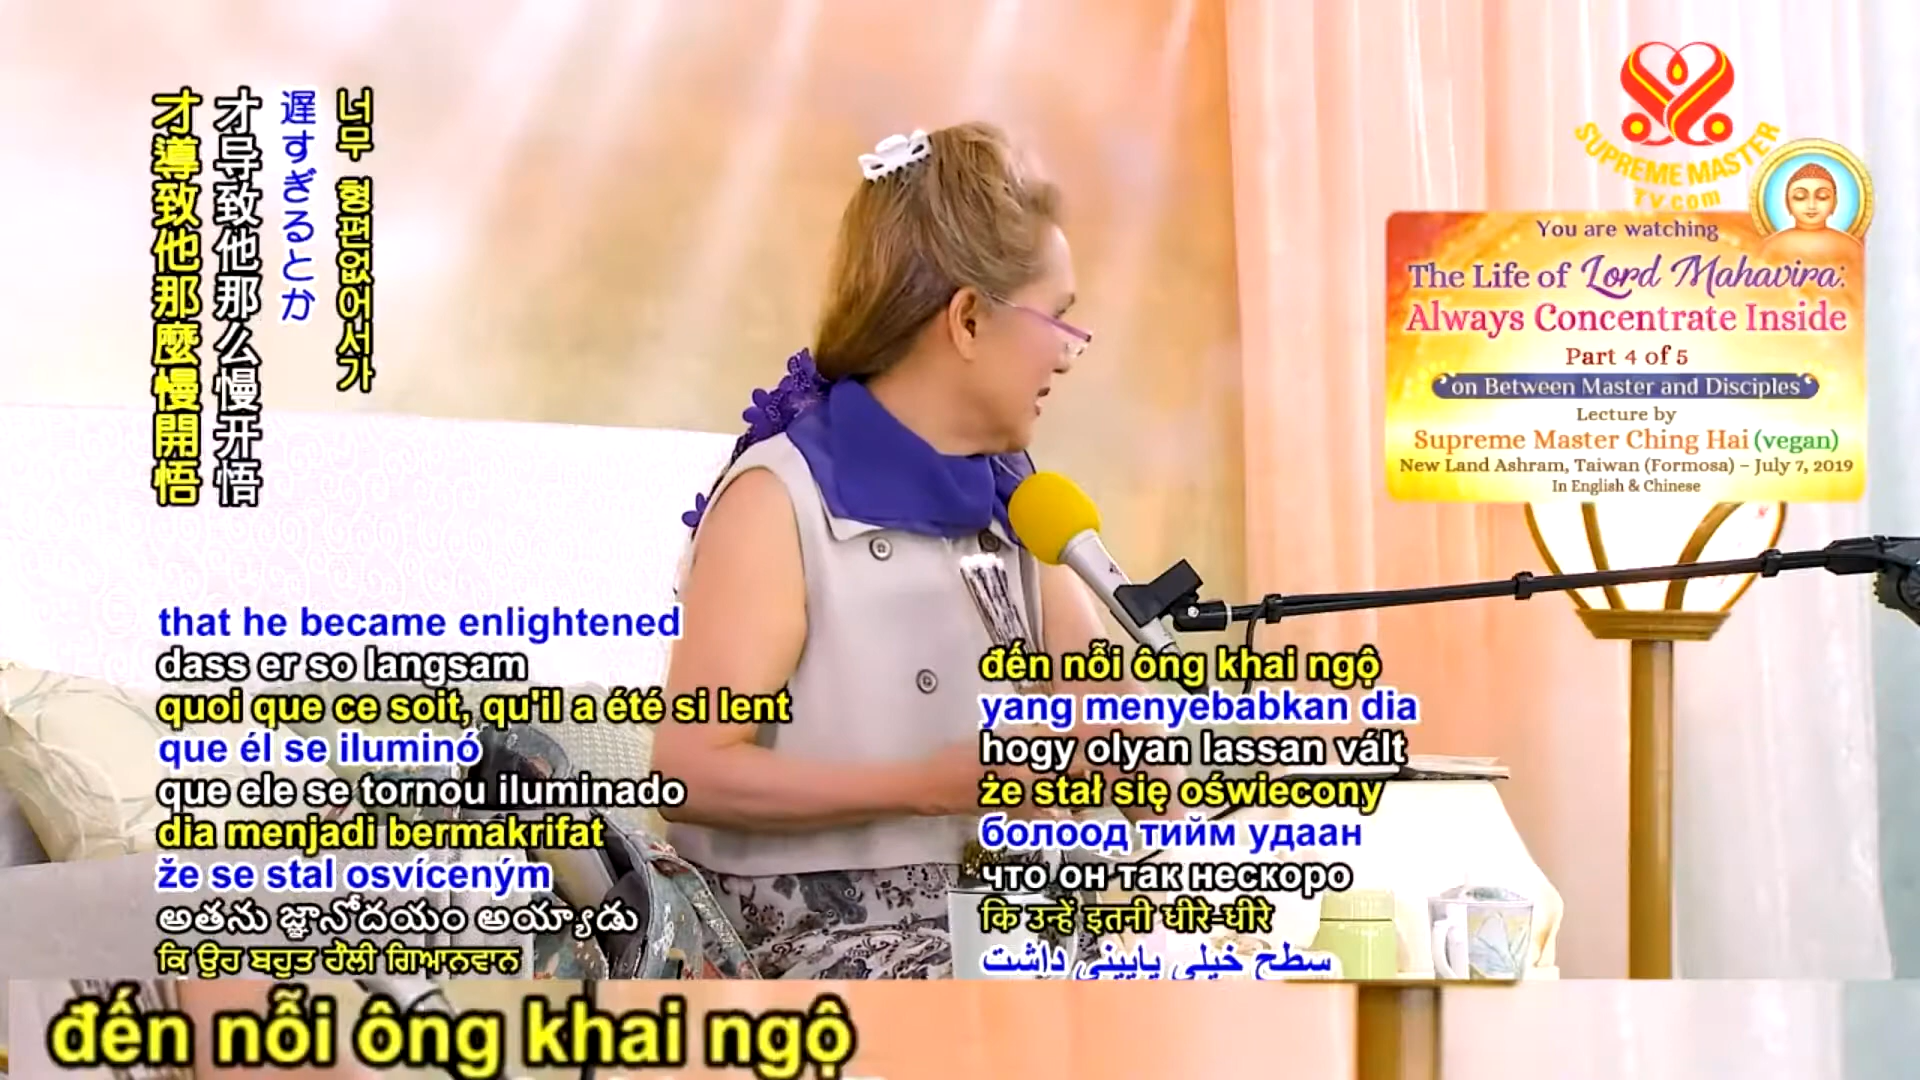 너무 형편없어서가
遅すぎるとか
才导致他那么慢开悟
才導致他那麼慢開悟
SUPREME MASTER
TV.com
You are watching
The Life of Lord Mahavira:
Always Concentrate Inside
Part 4 of 5
on Between Master and Disciples
Lecture by
Supreme Master Ching Hai (vegan)
New Land Ashram, Taiwan (Formosa) – July 7, 2019
In English & Chinese
that he became enlightened
dass er so langsam
quoi que ce soit, qu'il a été si lent
que él se iluminó
que ele se tornou iluminado
dia menjadi bermakrifat
že se stal osvíceným
అతను జ్ఞానోదయం అయ్యాడు
ਕਿ ਉਹ ਬਹੁਤ ਹੌਲੀ ਗਿਆਨਵਾਨ
đến nỗi ông khai ngộ
yang menyebabkan dia
hogy olyan lassan vált
że stał się oświecony
болоод тийм удаан
что он так нескоро
कि उन्हें इतनी धीरे-धीरे
سطح خیلی پایینی داشت
đến nỗi ông khai ngộ